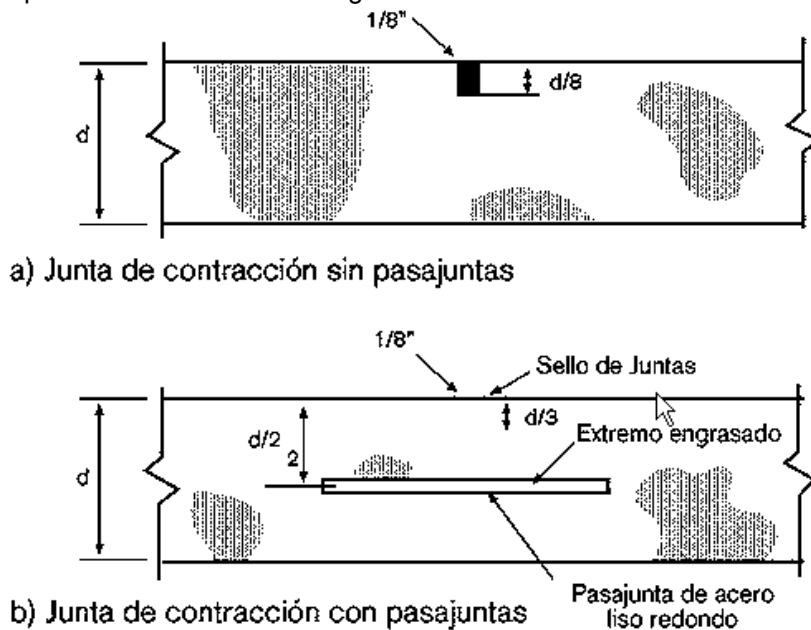 1/8"
d/8
d
a) Junta de contracción sin pasajuntas
1/8"
Sello de Juntas
d/3
d/2
2
Extremo engrasado
d
Pasajunta de acero
liso redondo
b) Junta de contracción con pasajuntas